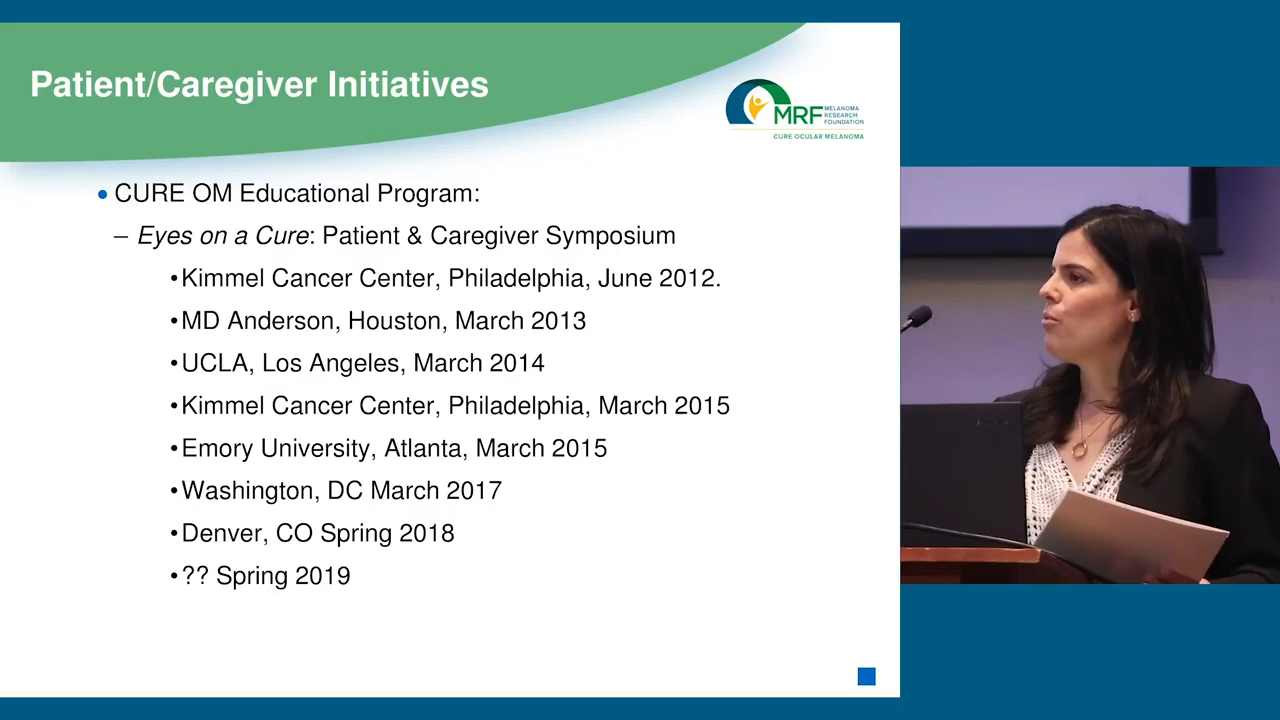 Patient/Caregiver Initiatives
MRF MELANOMA
RESEARCH
FOUNDATION
CURE OCULAR MELANOMA
• CURE OM Educational Program:
– Eyes on a Cure: Patient & Caregiver Symposium
•Kimmel Cancer Center, Philadelphia, June 2012.
•MD Anderson, Houston, March 2013
•UCLA, Los Angeles, March 2014
•Kimmel Cancer Center, Philadelphia, March 2015
•Emory University, Atlanta, March 2015
•Washington, DC March 2017
•Denver, CO Spring 2018
•?? Spring 2019